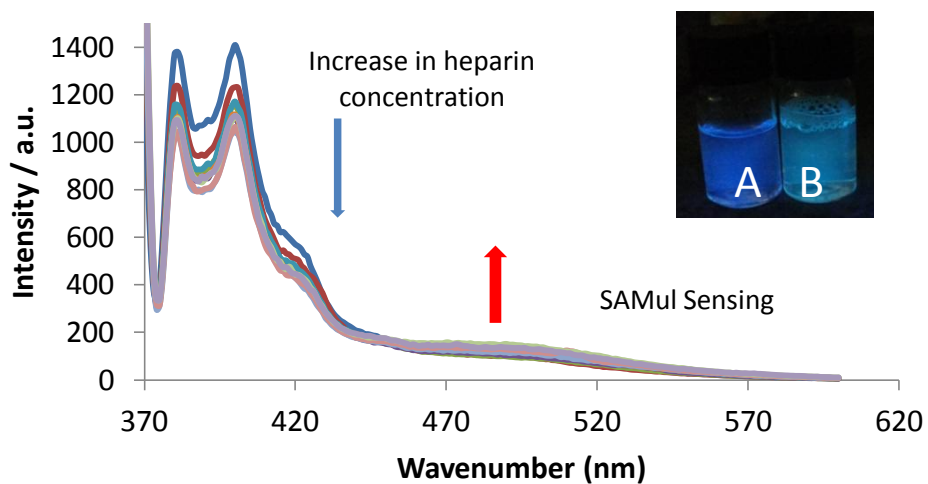 1400
1200
1000
800
600
400
200
0
Intensity / a.u.
370
420
470
520
570
620
Wavenumber (nm)
Increase in heparin
concentration
SAMul Sensing
A
B